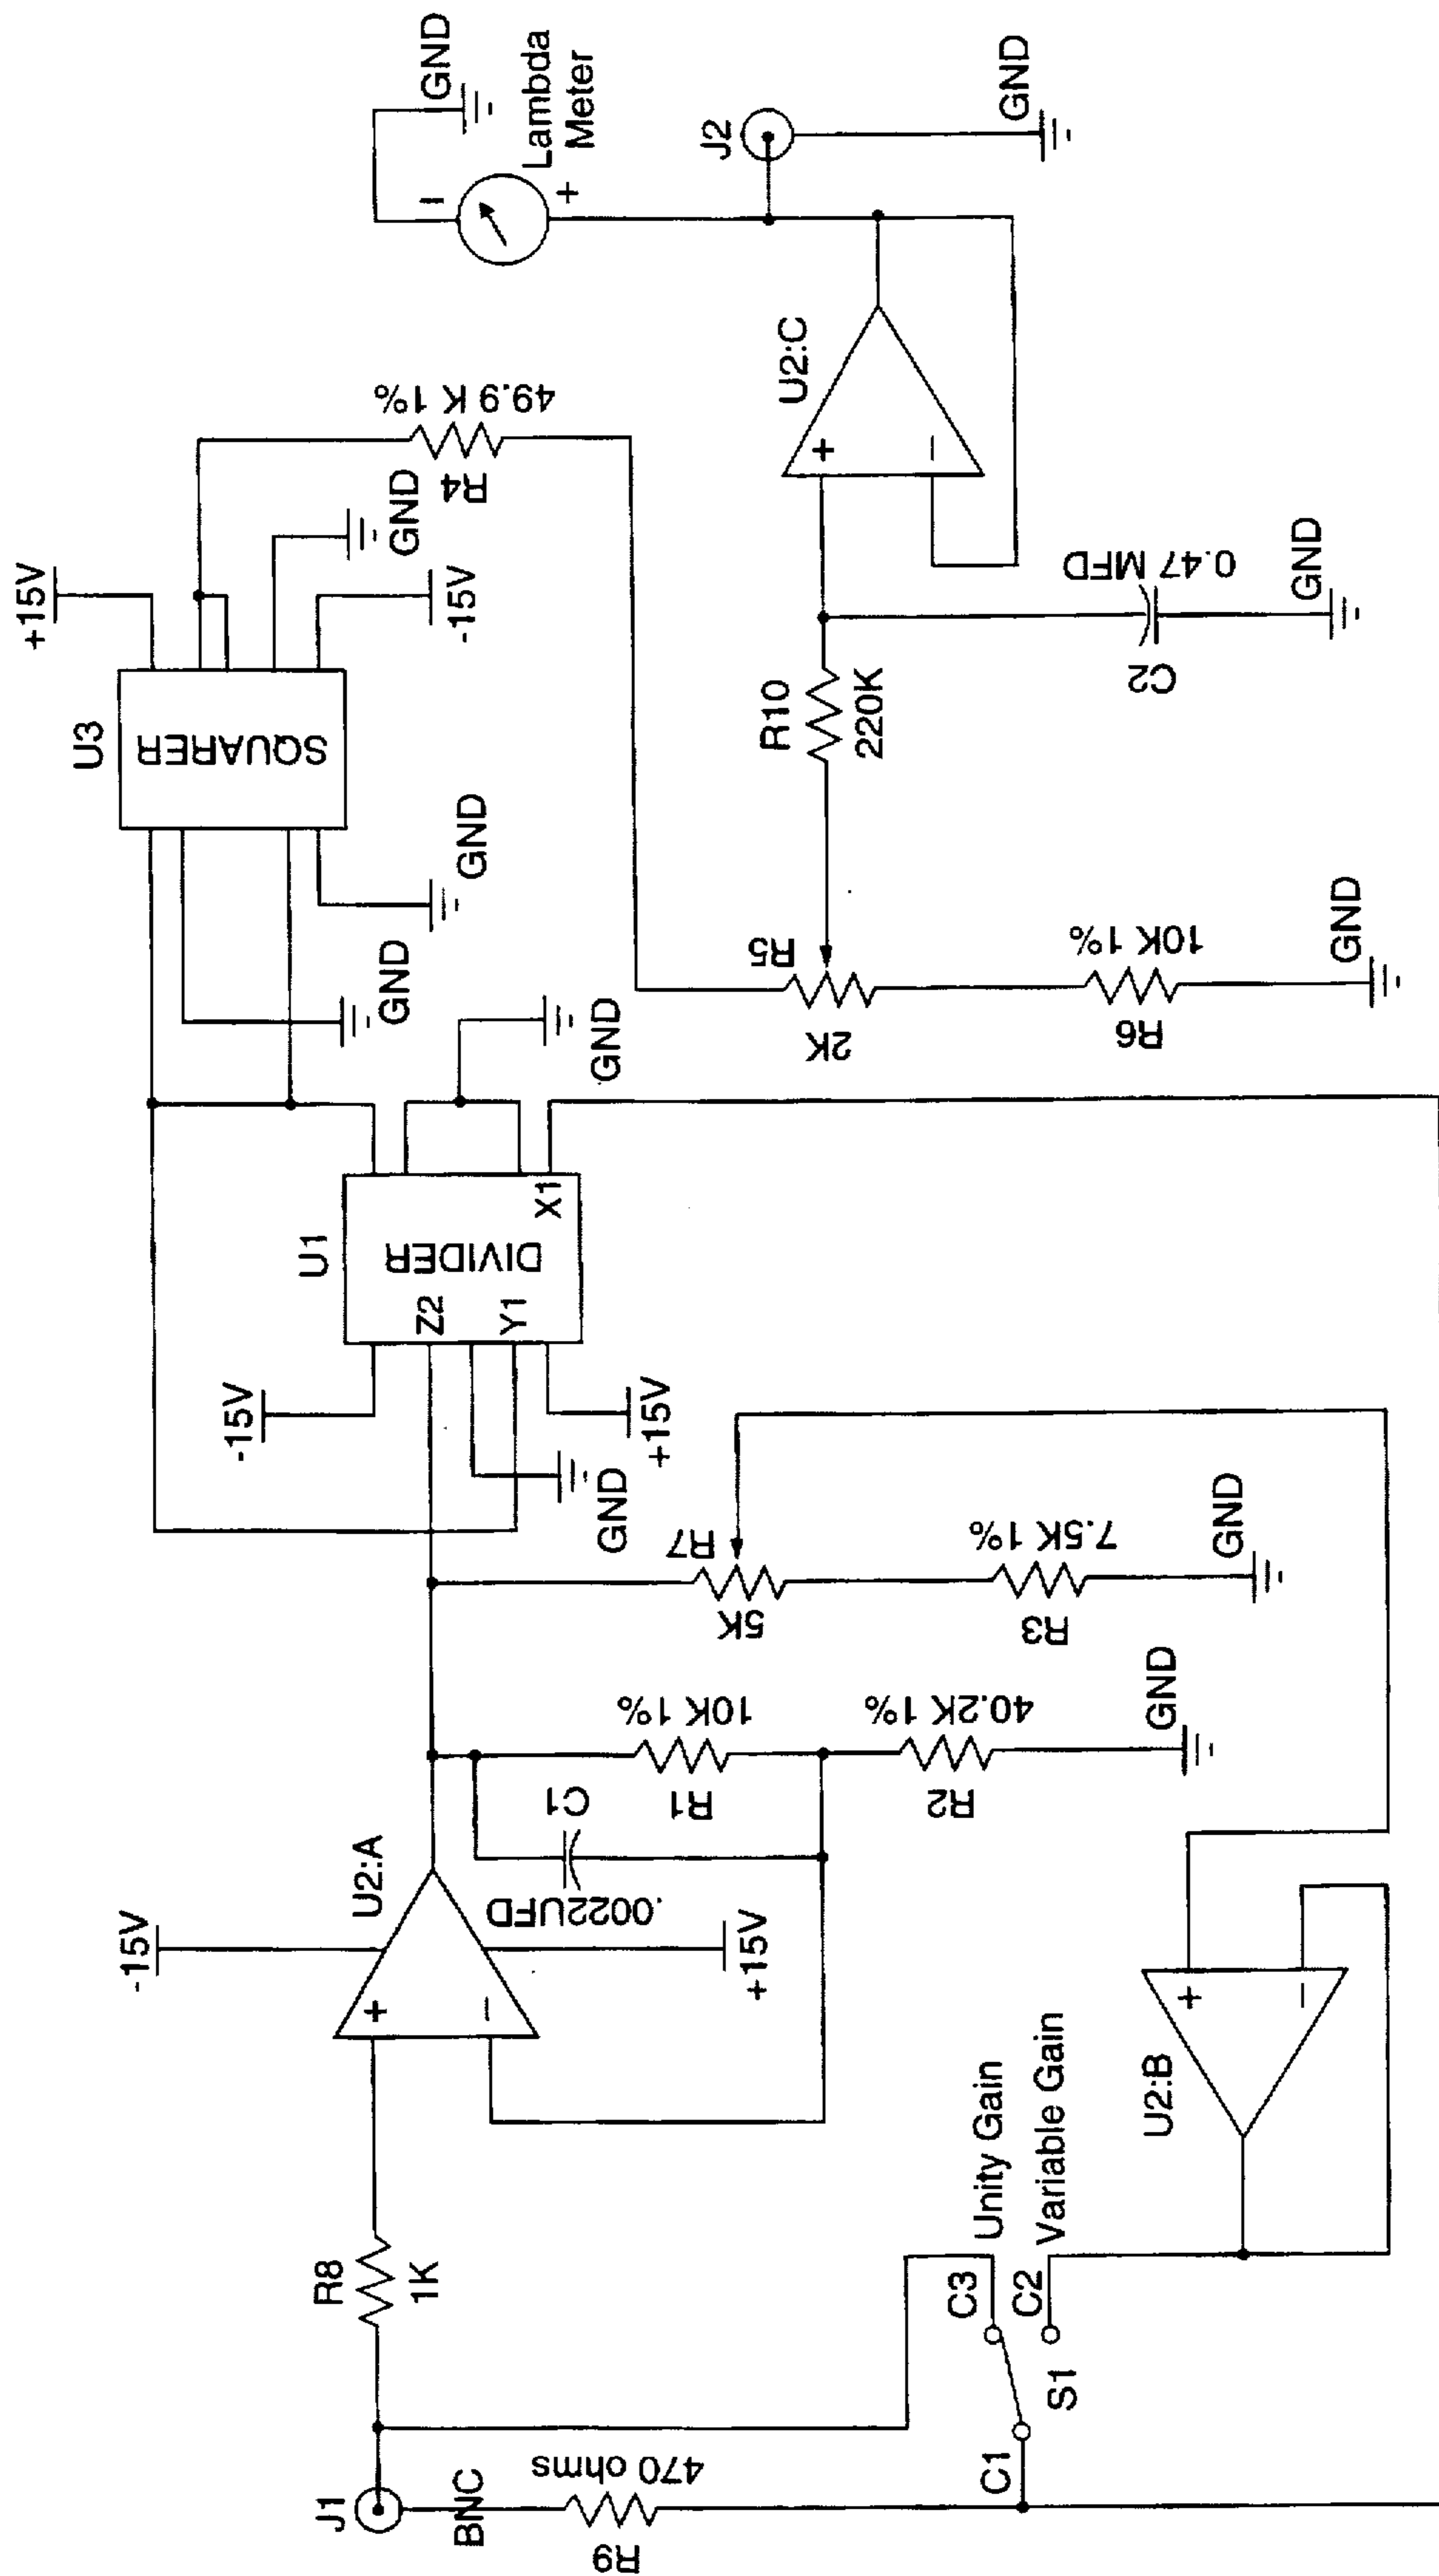 J1
BNC
R9
470 ohms
R8
1K
C1
S1
C3
C2
Unity Gain
Variable Gain
U2:B
+
−
-15V
U2:A
+
−
+15V
.0022UFD
C1
R1
10K 1%
R2
40.2K 1%
GND
R7
5K
R3
7.5K 1%
GND
-15V
U1
DIVIDER
Z2
Y1
X1
GND
+15V
GND
U3
SQUARER
GND
GND
+15V
GND
-15V
R4
49.9 K 1%
R5
2K
R6
10K 1%
GND
R10
220K
C2
0.47 MFD
GND
U2:C
+
−
Lambda
Meter
−
+
GND
J2
GND